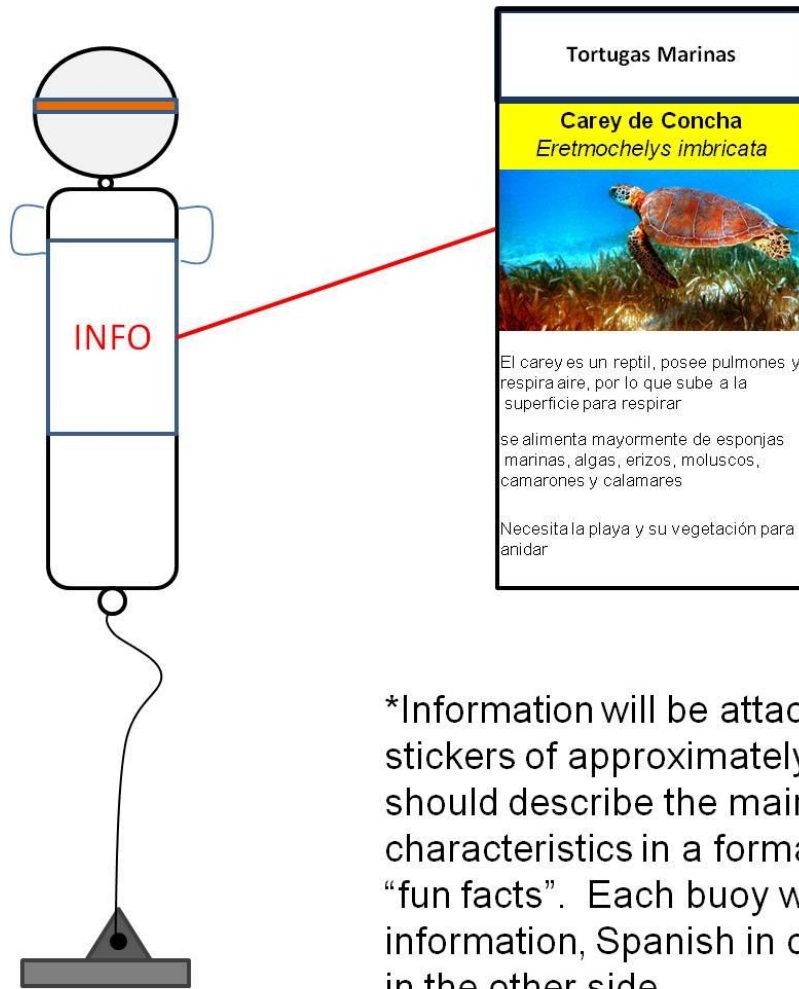 Tortugas Marinas
Carey de Concha
Eretmochelys imbricata
INFO
El carey es un reptil, posee pulmones y
respira aire, por lo que sube a la
superficie para respirar
se alimenta mayormente de esponjas
marinas, algas, erizos, moluscos,
camarones y calamares
Necesita la playa y su vegetación para
anidar
*Information will be
stickers of approximately
should describe the
characteristics in a
“fun facts”. Each buoy
information, Spanish in
in the other side